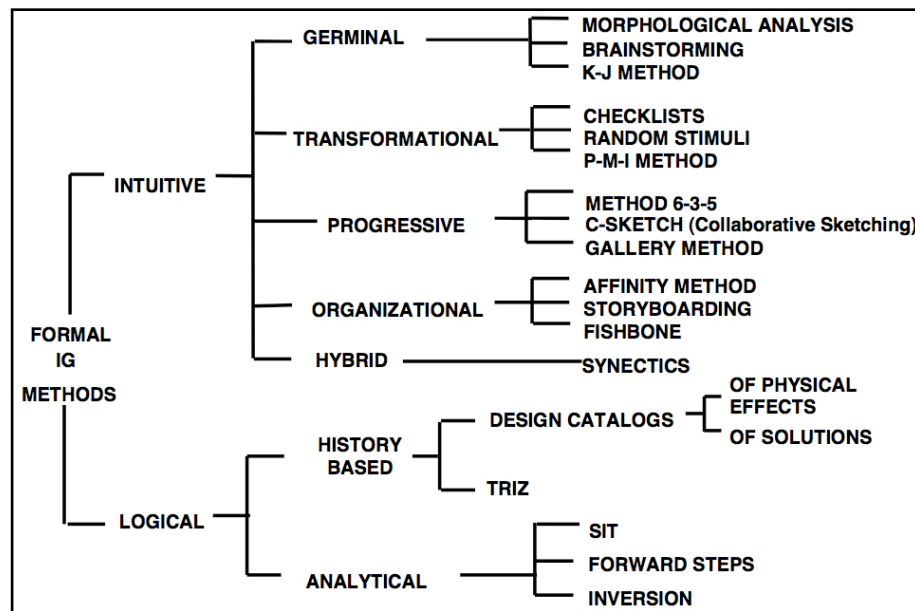 GERMINAL
MORPHOLOGICAL ANALYSIS
BRAINSTORMING
K-J METHOD
TRANSFORMATIONAL
CHECKLISTS
RANDOM STIMULI
P-M-I METHOD
INTUITIVE
PROGRESSIVE
METHOD 6-3-5
C-SKETCH (Collaborative Sketching)
GALLERY METHOD
ORGANIZATIONAL
AFFINITY METHOD
STORYBOARDING
FISHBONE
FORMAL
IG
METHODS
HYBRID
SYNECTICS
HISTORY
BASED
DESIGN CATALOGS
OF PHYSICAL
EFFECTS
OF SOLUTIONS
TRIZ
LOGICAL
ANALYTICAL
SIT
FORWARD STEPS
INVERSION